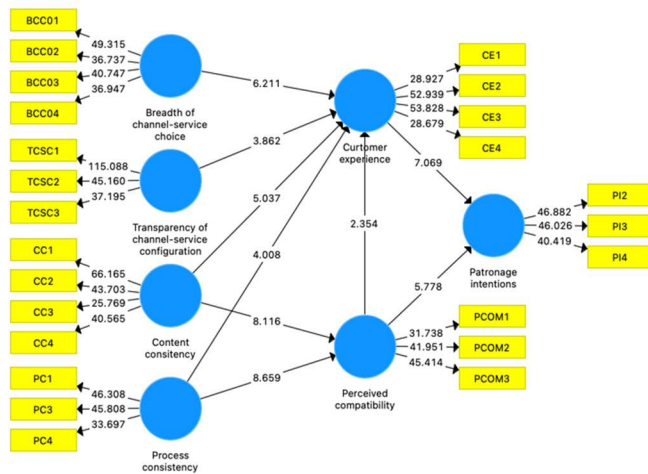 BCC01
BCC02
BCC03
BCC04
49.315
36.737
40.747
36.947
Breadth of
channel-service
choice
TCSC1
TCSC2
TCSC3
115.088
45.160
37.195
Transparency of
channel-service
configuration
CC1
CC2
CC3
CC4
66.165
43.703
25.769
40.565
Content
consitency
PC1
PC3
PC4
46.308
45.808
33.697
Process
consistency
6.211
3.862
5.037
4.008
8.116
8.659
2.354
CE1
CE2
CE3
CE4
28.927
52.939
53.828
28.679
Curtomer
experience
7.069
5.778
PI2
PI3
PI4
46.882
46.026
40.419
Patronage
intentions
PCOM1
PCOM2
PCOM3
31.738
41.951
45.414
Perceived
compatibility